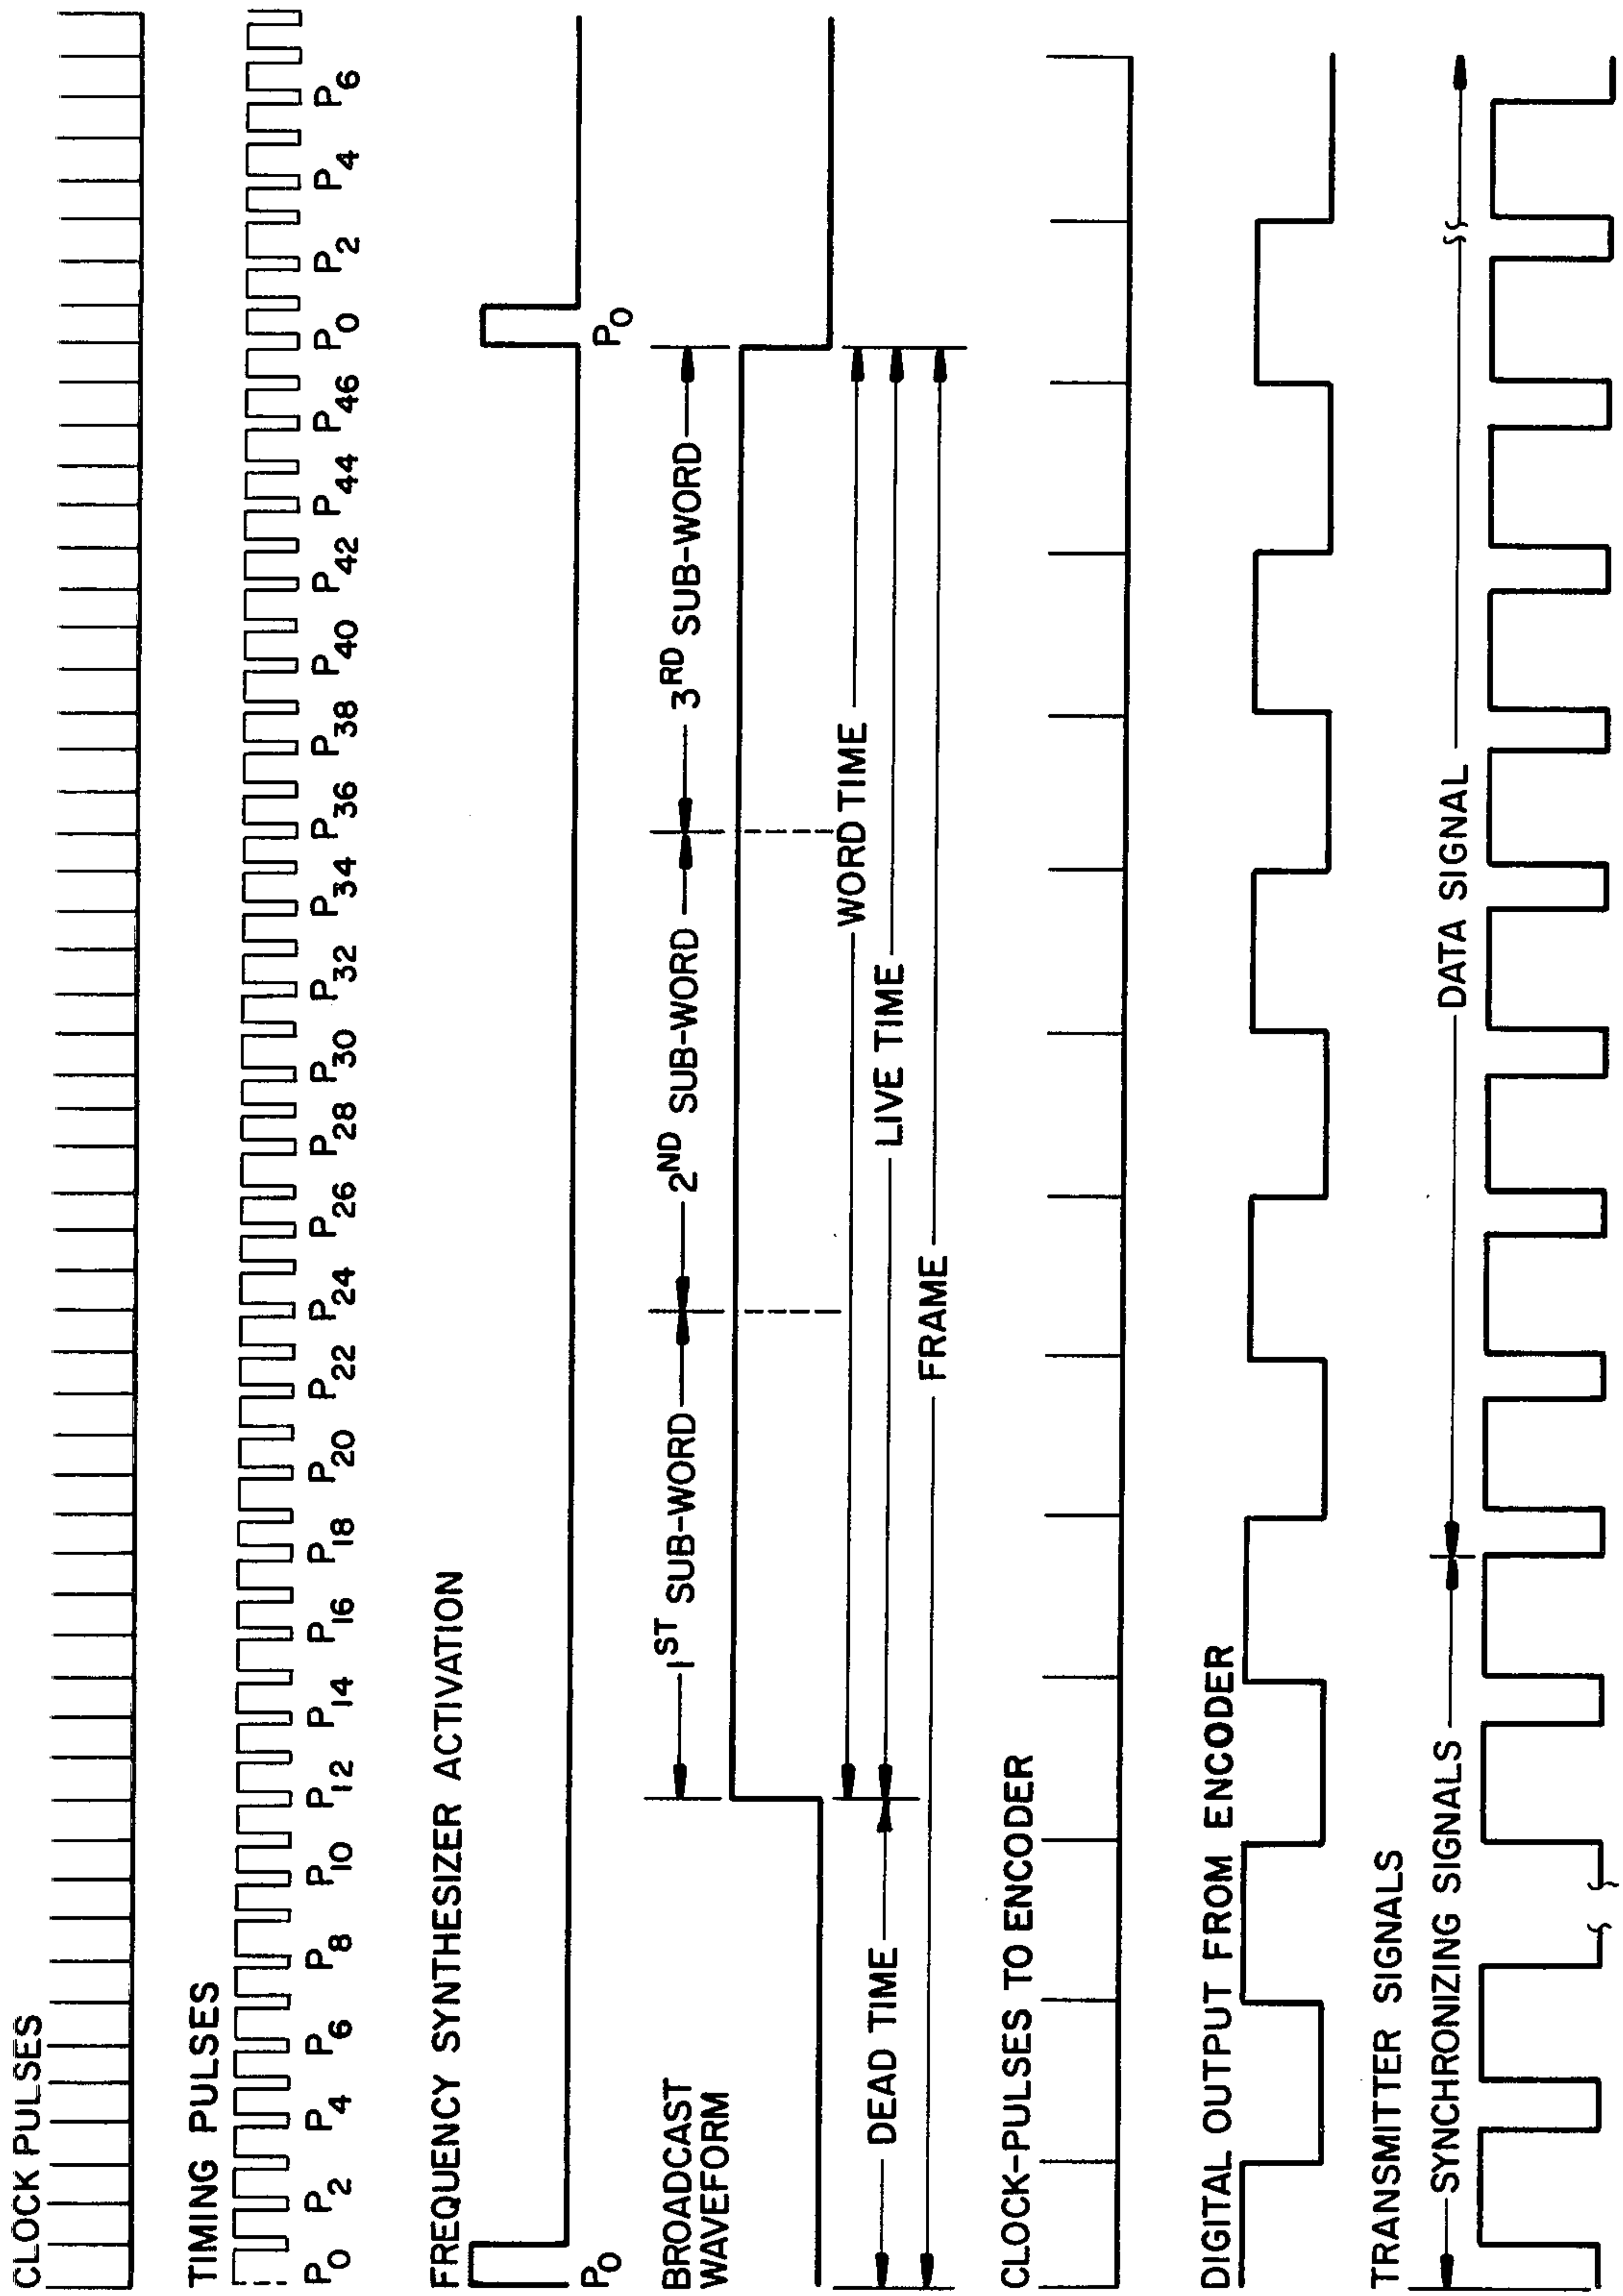 CLOCK PULSES
TIMING PULSES
P0 P2 P4 P6 P8 P10 P12 P14 P16 P18 P20 P22 P24 P26 P28 P30 P32 P34 P36 P38 P40 P42 P44 P46 P0 P2 P4 P6
FREQUENCY SYNTHESIZER ACTIVATION
P0 P0
BROADCAST
WAVEFORM
1ST SUB-WORD 2ND SUB-WORD 3RD SUB-WORD
WORD TIME
DEAD TIME LIVE TIME
FRAME
CLOCK-PULSES TO ENCODER
DIGITAL OUTPUT FROM ENCODER
TRANSMITTER SIGNALS
SYNCHRONIZING SIGNALS DATA SIGNAL